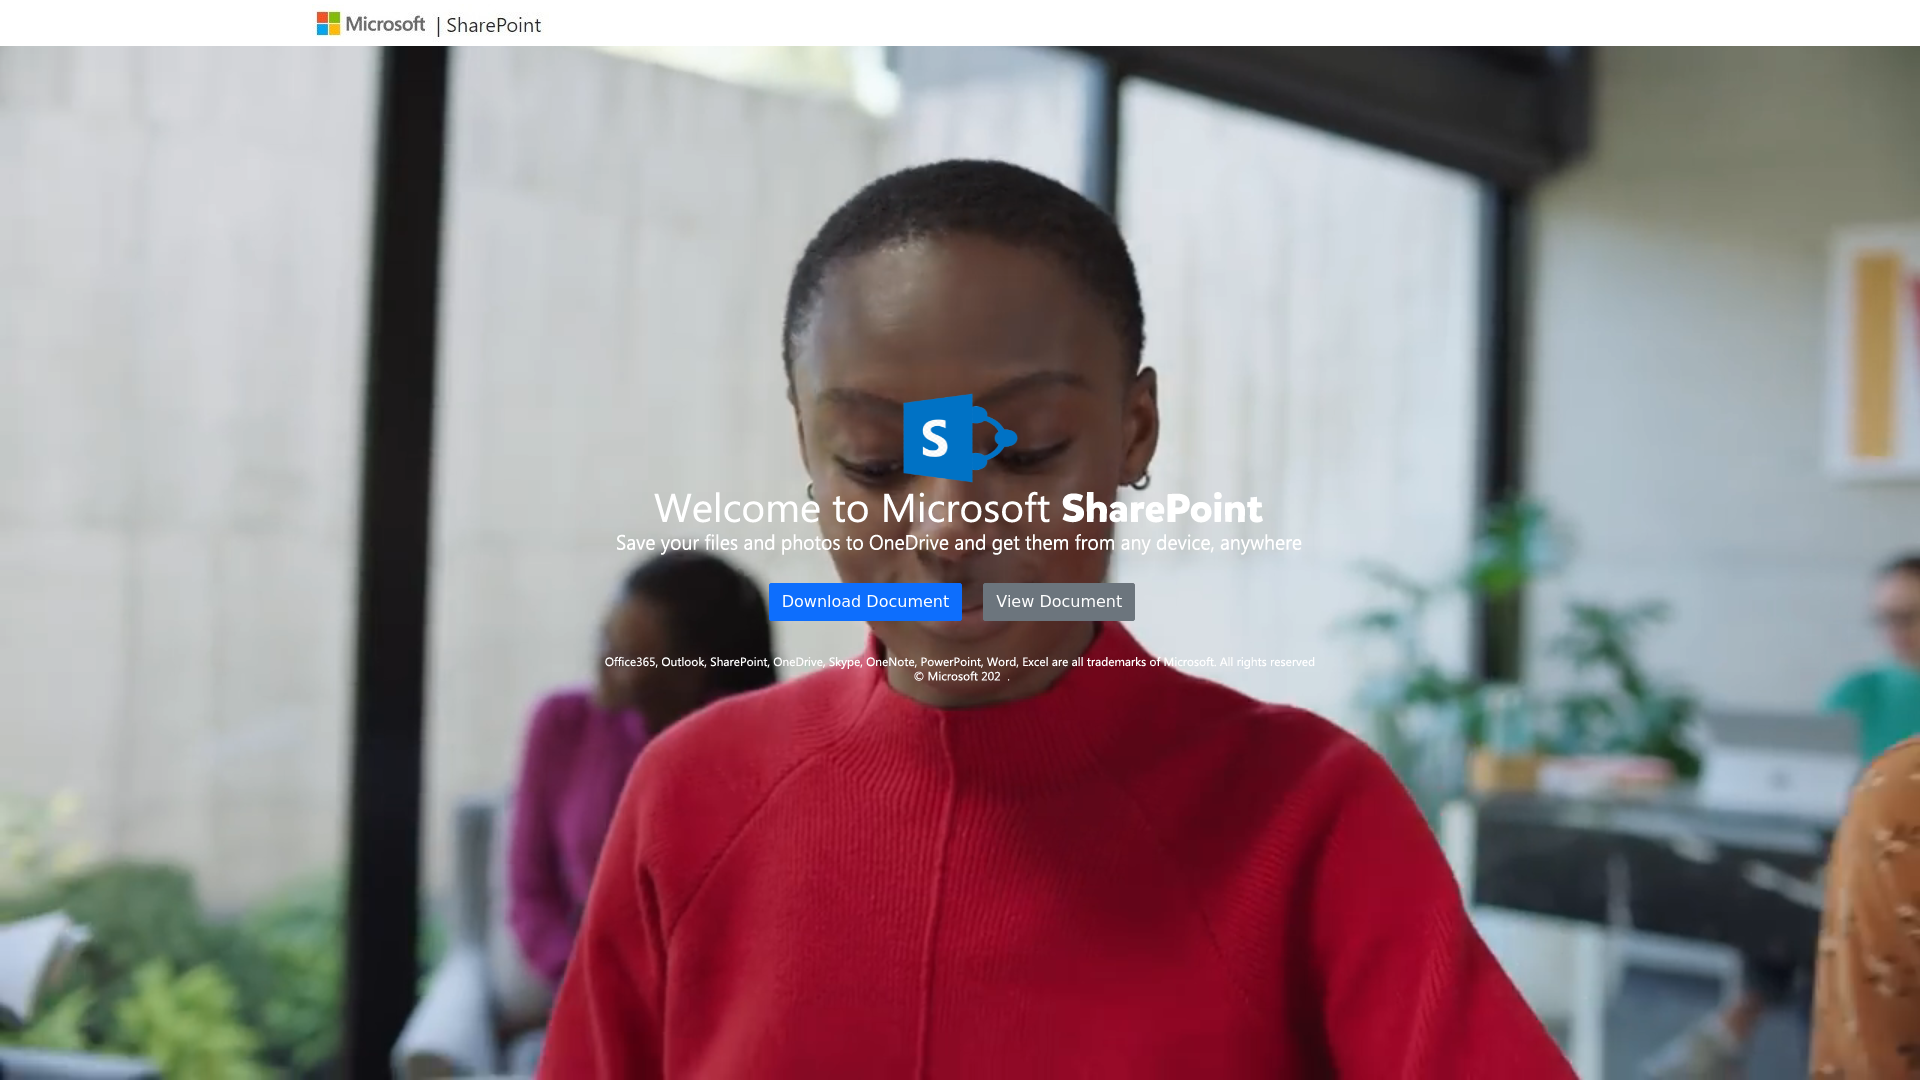 Microsoft | SharePoint
S
Welcome to Microsoft SharePoint
Save your files and photos to OneDrive and get them from any device, anywhere
Download Document
View Document
Office365, Outlook, SharePoint, OneDrive, Skype, OneNote, PowerPoint, Word, Excel are all trademarks of Microsoft. All rights reserved
© Microsoft 202 .